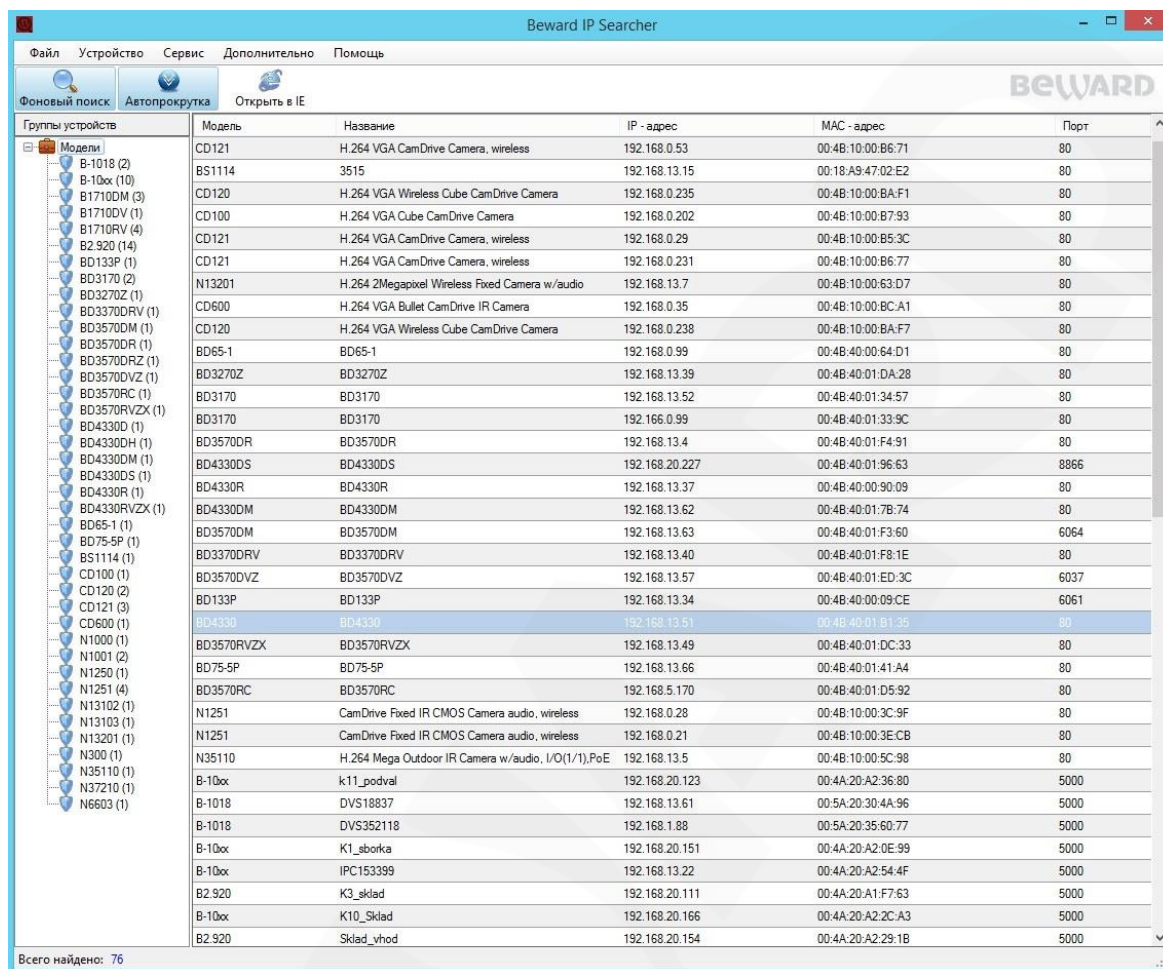 Beward IP Searcher
Файл Устройство Сервис Дополнительно Помощь
Фоновый поиск Автопрокрутка Открыть в IE
BEWARD
Группы устройств
Модели
B-1018 (2)
B-10xx (10)
B1710DM (3)
B1710DV (1)
B1710RV (4)
B2.920 (14)
BD133P (1)
BD3170 (2)
BD3270Z (1)
BD3370DRV (1)
BD3570DM (1)
BD3570DR (1)
BD3570DRZ (1)
BD3570DVZ (1)
BD3570RC (1)
BD3570RVZX (1)
BD4330D (1)
BD4330DH (1)
BD4330DM (1)
BD4330DS (1)
BD4330R (1)
BD4330RVZX (1)
BD65-1 (1)
BD75-5P (1)
BS1114 (1)
CD100 (1)
CD120 (2)
CD121 (3)
CD600 (1)
N1000 (1)
N1001 (2)
N1250 (1)
N1251 (4)
N13102 (1)
N13103 (1)
N13201 (1)
N300 (1)
N35110 (1)
N37210 (1)
N6603 (1)
Модель Название IP - адрес MAC - адрес Порт
CD121 H.264 VGA CamDrive Camera, wireless 192.168.0.53 00:4B:10:00:B6:71 80
BS1114 3515 192.168.13.15 00:18:A9:47:02:E2 80
CD120 H.264 VGA Wireless Cube CamDrive Camera 192.168.0.235 00:4B:10:00:BA:F1 80
CD100 H.264 VGA Cube CamDrive Camera 192.168.0.202 00:4B:10:00:B7:93 80
CD121 H.264 VGA CamDrive Camera, wireless 192.168.0.29 00:4B:10:00:B5:3C 80
CD121 H.264 VGA CamDrive Camera, wireless 192.168.0.231 00:4B:10:00:B6:77 80
N13201 H.264 2Megapixel Wireless Fixed Camera w/audio 192.168.13.7 00:4B:10:00:63:D7 80
CD600 H.264 VGA Bullet CamDrive IR Camera 192.168.0.35 00:4B:10:00:BC:A1 80
CD120 H.264 VGA Wireless Cube CamDrive Camera 192.168.0.238 00:4B:10:00:BA:F7 80
BD65-1 BD65-1 192.168.0.99 00:4B:40:00:64:D1 80
BD3270Z BD3270Z 192.168.13.39 00:4B:40:01:DA:28 80
BD3170 BD3170 192.168.13.52 00:4B:40:01:34:57 80
BD3170 BD3170 192.166.0.99 00:4B:40:01:33:9C 80
BD3570DR BD3570DR 192.168.13.4 00:4B:40:01:F4:91 80
BD4330DS BD4330DS 192.168.20.227 00:4B:40:01:96:63 8866
BD4330R BD4330R 192.168.13.37 00:4B:40:00:90:09 80
BD4330DM BD4330DM 192.168.13.62 00:4B:40:01:7B:74 80
BD3570DM BD3570DM 192.168.13.63 00:4B:40:01:F3:60 6064
BD3370DRV BD3370DRV 192.168.13.40 00:4B:40:01:F8:1E 80
BD3570DVZ BD3570DVZ 192.168.13.57 00:4B:40:01:ED:3C 6037
BD133P BD133P 192.168.13.34 00:4B:40:00:09:CE 6061
BD4330 BD4330 192.168.13.51 00:4B:40:01:B1:35 80
BD3570RVZX BD3570RVZX 192.168.13.49 00:4B:40:01:DC:33 80
BD75-5P BD75-5P 192.168.13.66 00:4B:40:01:41:A4 80
BD3570RC BD3570RC 192.168.5.170 00:4B:40:01:D5:92 80
N1251 CamDrive Fixed IR CMOS Camera audio, wireless 192.168.0.28 00:4B:10:00:3C:9F 80
N1251 CamDrive Fixed IR CMOS Camera audio, wireless 192.168.0.21 00:4B:10:00:3E:CB 80
N35110 H.264 Mega Outdoor IR Camera w/audio, I/O(1/1),PoE 192.168.13.5 00:4B:10:00:5C:98 80
B-10xx k11_podval 192.168.20.123 00:4A:20:A2:36:80 5000
B-1018 DVS18837 192.168.13.61 00:5A:20:30:4A:96 5000
B-1018 DVS352118 192.168.1.88 00:5A:20:35:60:77 5000
B-10xx K1_sborka 192.168.20.151 00:4A:20:A2:0E:99 5000
B-10xx IPC153399 192.168.13.22 00:4A:20:A2:54:4F 5000
B2.920 K3_sklad 192.168.20.111 00:4A:20:A1:F7:63 5000
B-10xx K10_Sklad 192.168.20.166 00:4A:20:A2:2C:A3 5000
B2.920 Sklad_vhod 192.168.20.154 00:4A:20:A2:29:1B 5000
Всего найдено: 76